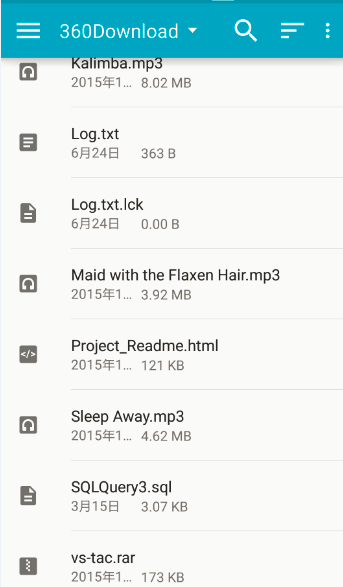 360Download
Kalimba.mp3
2015年1... 8.02 MB
Log.txt
6月24日 363 B
Log.txt.lck
6月24日 0.00 B
Maid with the Flaxen Hair.mp3
2015年1... 3.92 MB
Project_Readme.html
2015年1... 121 KB
Sleep Away.mp3
2015年1... 4.62 MB
SQLQuery3.sql
3月15日 3.07 KB
vs-tac.rar
2015年1... 173 KB